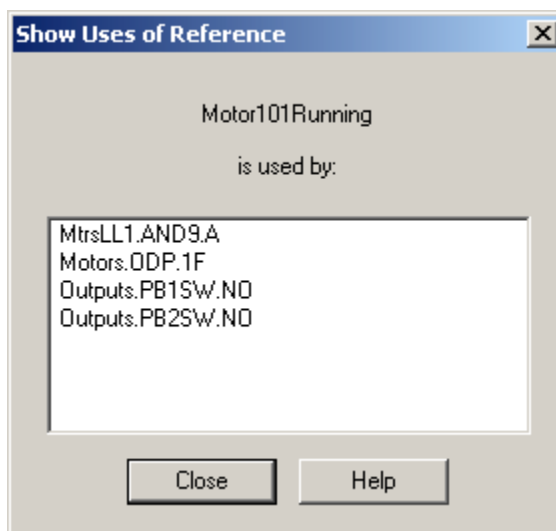 Show Uses of Reference
Motor101Running
is used by:
MtrsLL1.AND9.A
Motors.ODP.1F
Outputs.PB1SW.NO
Outputs.PB2SW.NO
Close
Help